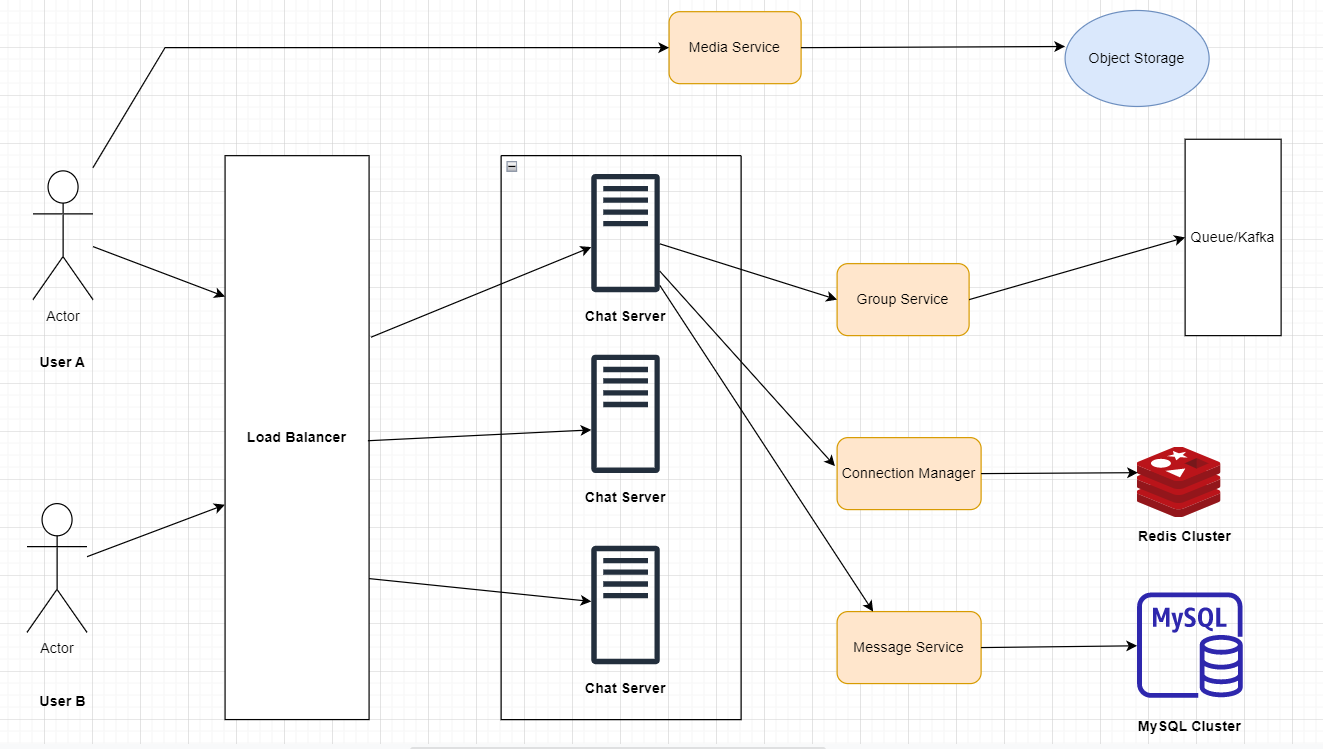 Media Service
Object Storage
Queue/Kafka
Group Service
Actor
User A
Chat Server
Load Balancer
Connection Manager
Chat Server
Redis Cluster
MySQL
Message Service
Actor
User B
Chat Server
MySQL Cluster